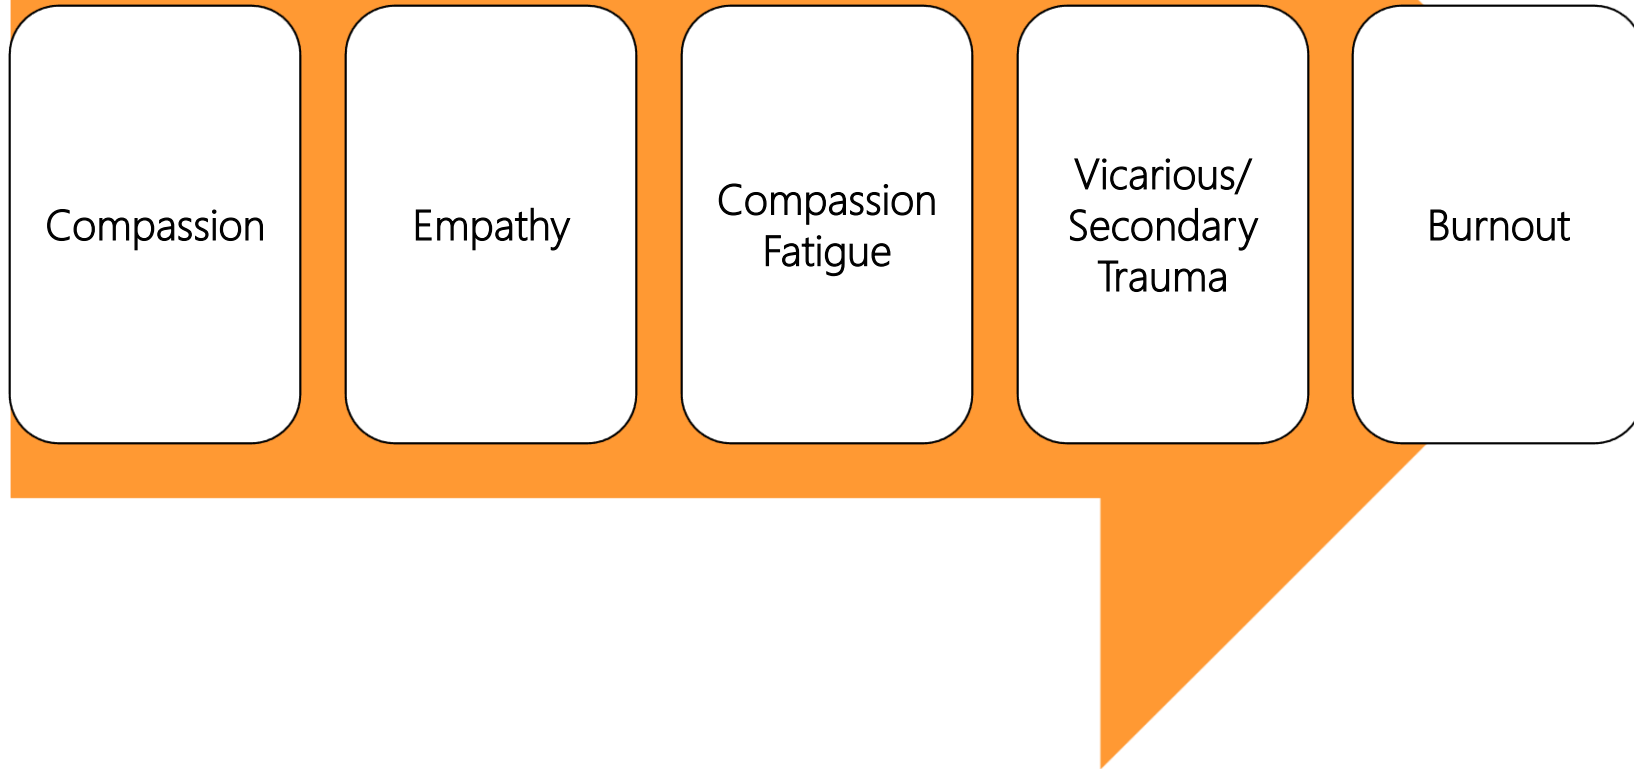 Compassion
Empathy
Compassion
Fatigue
Vicarious/
Secondary
Trauma
Burnout